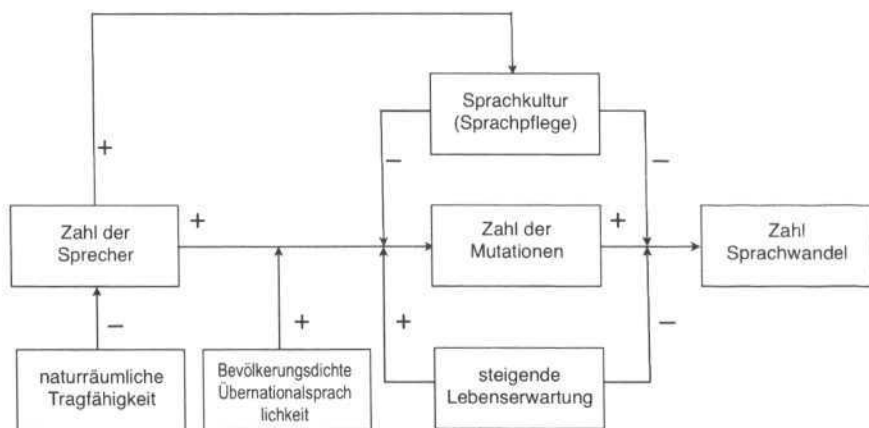 Sprachkultur
(Sprachpflege)
+
−
−
Zahl der
Sprecher
+
Zahl der
Mutationen
+
Zahl
Sprachwandel
−
+
+
−
naturräumliche
Tragfähigkeit
Bevölkerungsdichte
Übernationalsprach
lichkeit
steigende
Lebenserwartung